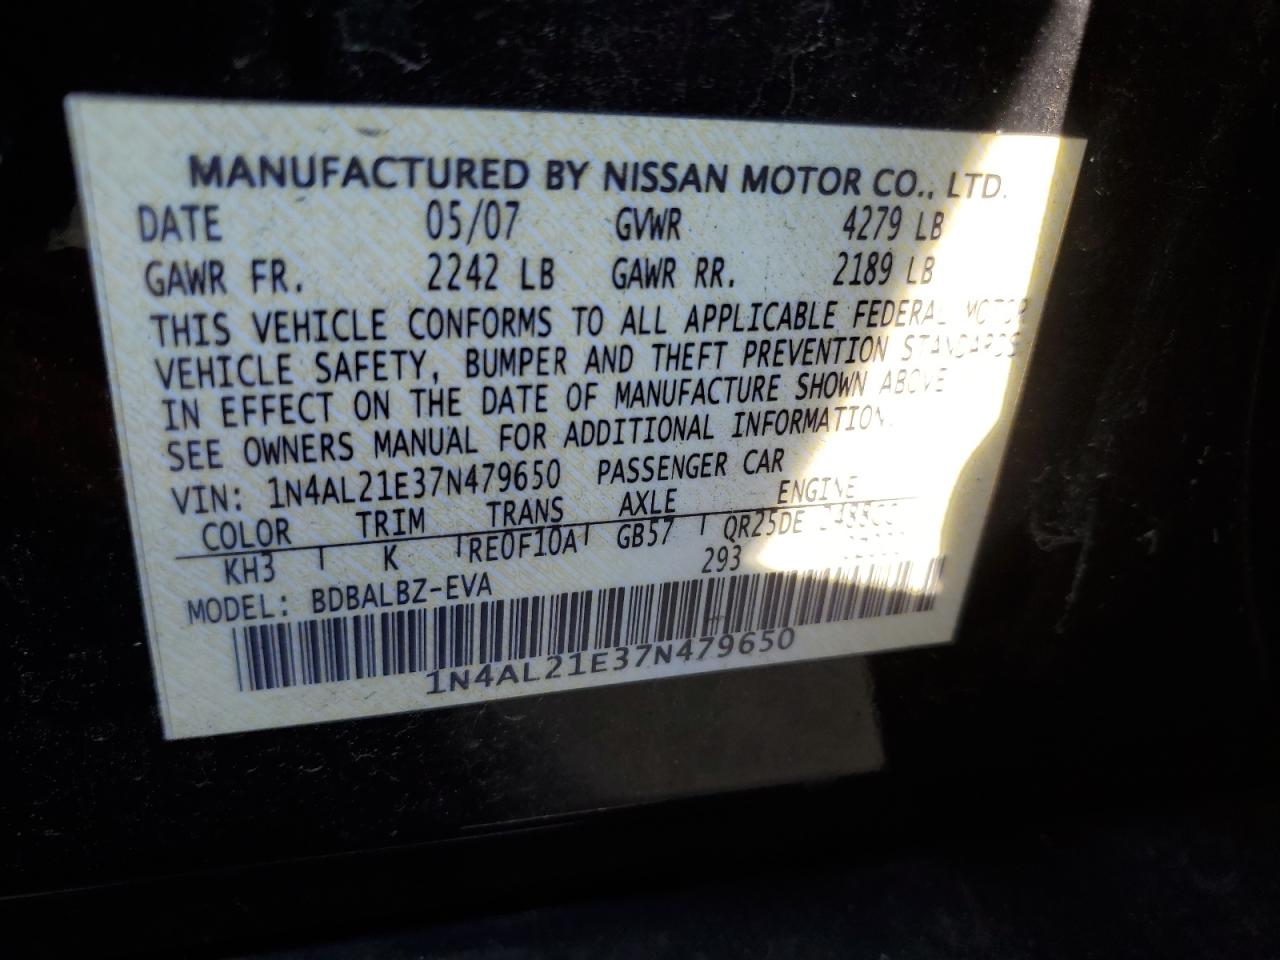 MANUFACTURED BY NISSAN MOTOR CO., LTD.
DATE 05/07 GVWR 4279 LB
GAWR FR. 2242 LB GAWR RR. 2189 LB
THIS VEHICLE CONFORMS TO ALL APPLICABLE FEDERAL MOTOR
VEHICLE SAFETY, BUMPER AND THEFT PREVENTION STANDARDS
IN EFFECT ON THE DATE OF MANUFACTURE SHOWN ABOVE
SEE OWNERS MANUAL FOR ADDITIONAL INFORMATION.
VIN: 1N4AL21E37N479650 PASSENGER CAR
COLOR TRIM TRANS AXLE ENGINE
KH3 K RE0F10A GB57 QR25DE
MODEL: BDBALBZ-EVA 293
1N4AL21E37N479650